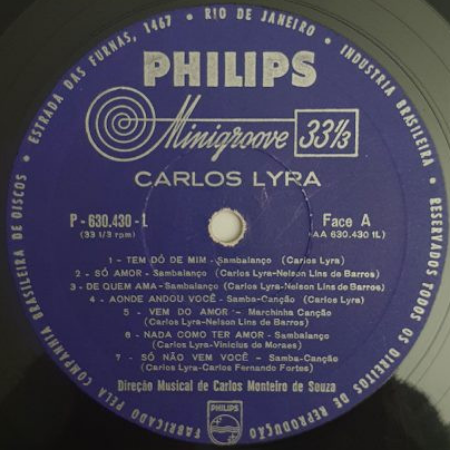 ESTRADA DAS FURNAS, 1467 • RIO DE JANEIRO • INDUSTRIA BRASILEIRA • RESERVADOS TODOS OS DIREITOS DE REPRODUÇÃO
FABRICADO PELA COMPANHIA BRASILEIRA DE DISCOS •
PHILIPS
Minigroove 33 1/3
CARLOS LYRA
P - 630.430 - L
(33 1/3 rpm)
Face A
(AA 630.430 1L)
1 - TEM DÓ DE MIM - Sambalanço (Carlos Lyra)
2 - SÓ AMOR - Sambalanço (Carlos Lyra-Nelson Lins de Barros)
3 - DE QUEM AMA - Sambalanço (Carlos Lyra-Nelson Lins de Barros)
4 - AONDE ANDOU VOCÊ - Samba-Canção (Carlos Lyra)
5 - VEM DO AMOR - Marchinha Canção
(Carlos Lyra-Nelson Lins de Barros)
6 - NADA COMO TER AMOR - Sambalanço
(Carlos Lyra-Vinicius de Moraes)
7 - SÓ NÃO VEM VOCÊ - Samba-Canção
(Carlos Lyra-Carlos Fernando Fortes)
Direção Musical de Carlos Monteiro de Souza
PHILIPS